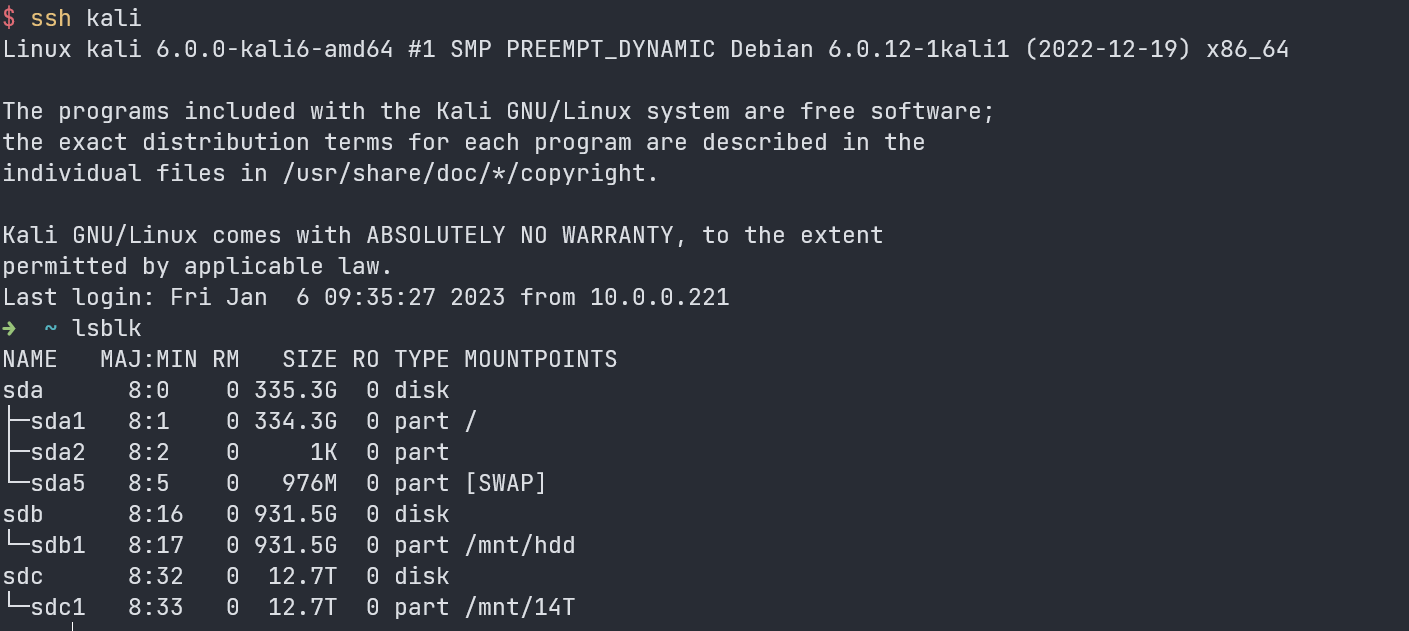 $ ssh kali
Linux kali 6.0.0-kali6-amd64 #1 SMP PREEMPT_DYNAMIC Debian 6.0.12-1kali1 (2022-12-19) x86_64

The programs included with the Kali GNU/Linux system are free software;
the exact distribution terms for each program are described in the
individual files in /usr/share/doc/*/copyright.

Kali GNU/Linux comes with ABSOLUTELY NO WARRANTY, to the extent
permitted by applicable law.
Last login: Fri Jan  6 09:35:27 2023 from 10.0.0.221
➜  ~ lsblk
NAME   MAJ:MIN RM   SIZE RO TYPE MOUNTPOINTS
sda      8:0    0 335.3G  0 disk
├─sda1   8:1    0 334.3G  0 part /
├─sda2   8:2    0     1K  0 part
└─sda5   8:5    0   976M  0 part [SWAP]
sdb      8:16   0 931.5G  0 disk
└─sdb1   8:17   0 931.5G  0 part /mnt/hdd
sdc      8:32   0  12.7T  0 disk
└─sdc1   8:33   0  12.7T  0 part /mnt/14T